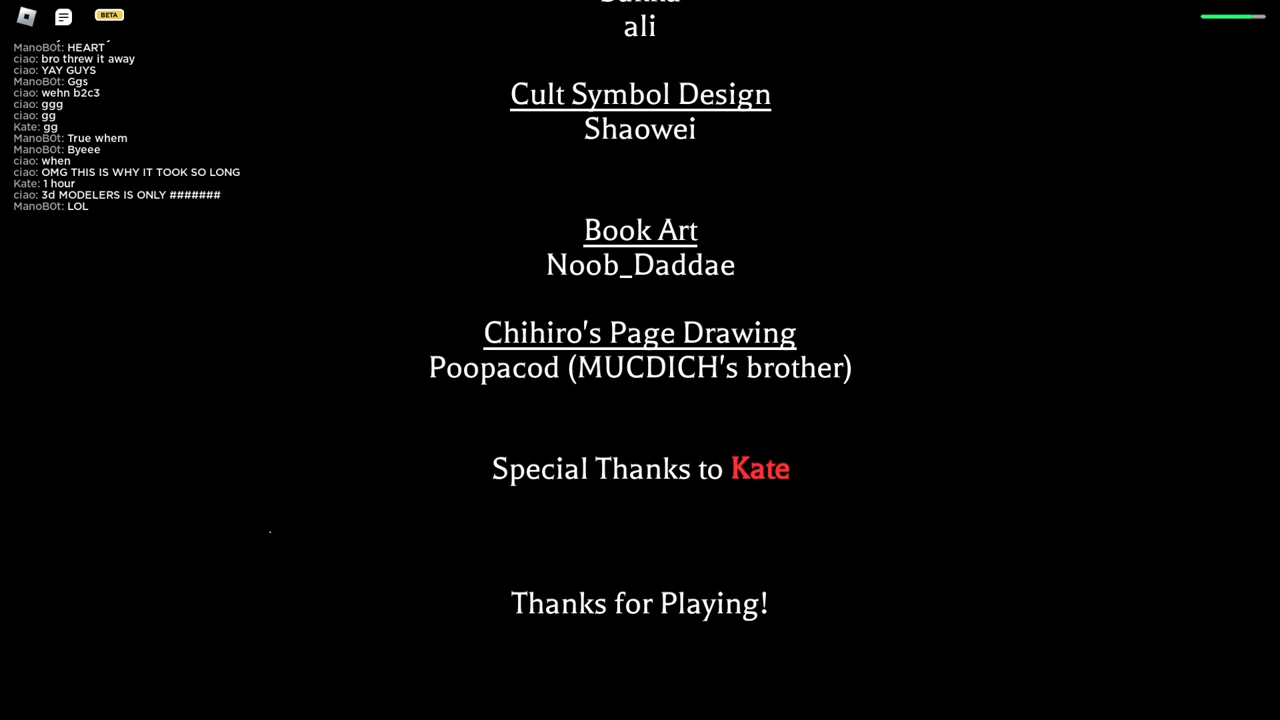 BETA
ManoB0t: HEART
ciao: bro threw it away
ciao: YAY GUYS
ManoB0t: Ggs
ciao: wehn b2c3
ciao: ggg
ciao: gg
Kate: gg
ManoB0t: True whem
ManoB0t: Byeee
ciao: when
ciao: OMG THIS IS WHY IT TOOK SO LONG
Kate: 1 hour
ciao: 3d MODELERS IS ONLY #######
ManoB0t: LOL
ali
Cult Symbol Design
Shaowei
Book Art
Noob_Daddae
Chihiro's Page Drawing
Poopacod (MUCDICH's brother)
Special Thanks to Kate
Thanks for Playing!